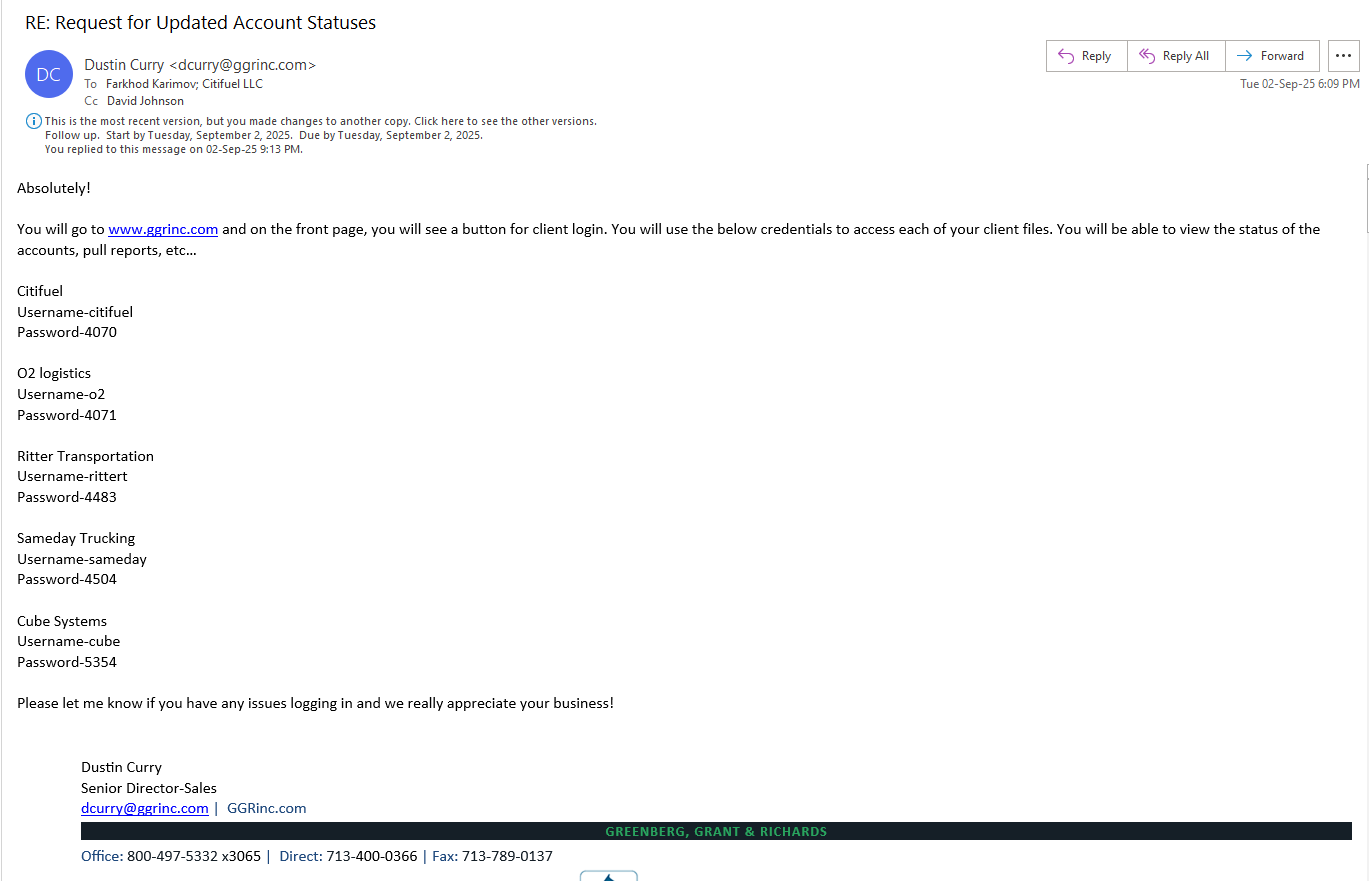 RE: Request for Updated Account Statuses
DC
Dustin Curry <dcurry@ggrinc.com>
To Farkhod Karimov; Citifuel LLC
Cc David Johnson
Reply
Reply All
Forward
Tue 02-Sep-25 6:09 PM
This is the most recent version, but you made changes to another copy. Click here to see the other versions.
Follow up. Start by Tuesday, September 2, 2025. Due by Tuesday, September 2, 2025.
You replied to this message on 02-Sep-25 9:13 PM.
Absolutely!
You will go to www.ggrinc.com and on the front page, you will see a button for client login. You will use the below credentials to access each of your client files. You will be able to view the status of the
accounts, pull reports, etc...
Citifuel
Username-citifuel
Password-4070
O2 logistics
Username-o2
Password-4071
Ritter Transportation
Username-rittert
Password-4483
Sameday Trucking
Username-sameday
Password-4504
Cube Systems
Username-cube
Password-5354
Please let me know if you have any issues logging in and we really appreciate your business!
Dustin Curry
Senior Director-Sales
dcurry@ggrinc.com | GGRinc.com
GREENBERG, GRANT & RICHARDS
Office: 800-497-5332 x3065 | Direct: 713-400-0366 | Fax: 713-789-0137